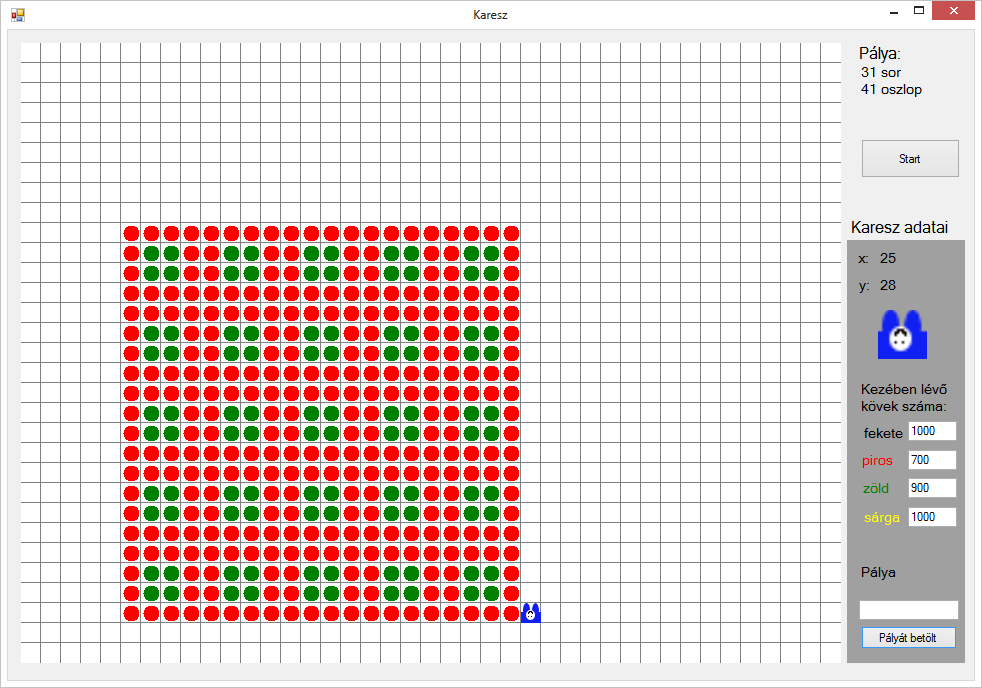 Karesz
Pálya:
31 sor
41 oszlop
Start
Karesz adatai
x: 25
y: 28
Kezében lévő
kövek száma:
fekete 1000
piros 700
zöld 900
sárga 1000
Pálya
Pályát betölt